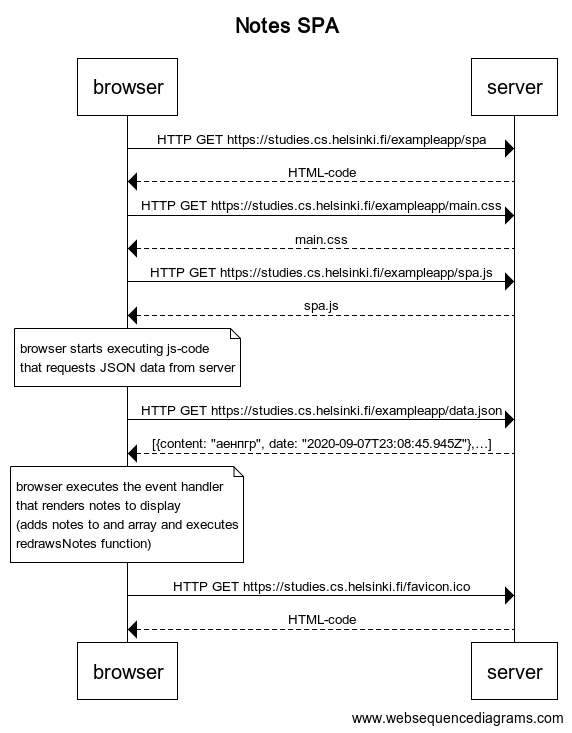 Notes SPA
browser
server
HTTP GET https://studies.cs.helsinki.fi/exampleapp/spa
HTML-code
HTTP GET https://studies.cs.helsinki.fi/exampleapp/main.css
main.css
HTTP GET https://studies.cs.helsinki.fi/exampleapp/spa.js
spa.js
browser starts executing js-code
that requests JSON data from server
HTTP GET https://studies.cs.helsinki.fi/exampleapp/data.json
[{content: "аенпгр", date: "2020-09-07T23:08:45.945Z"},…]
browser executes the event handler
that renders notes to display
(adds notes to and array and executes
redrawsNotes function)
HTTP GET https://studies.cs.helsinki.fi/favicon.ico
HTML-code
browser
server
www.websequencediagrams.com